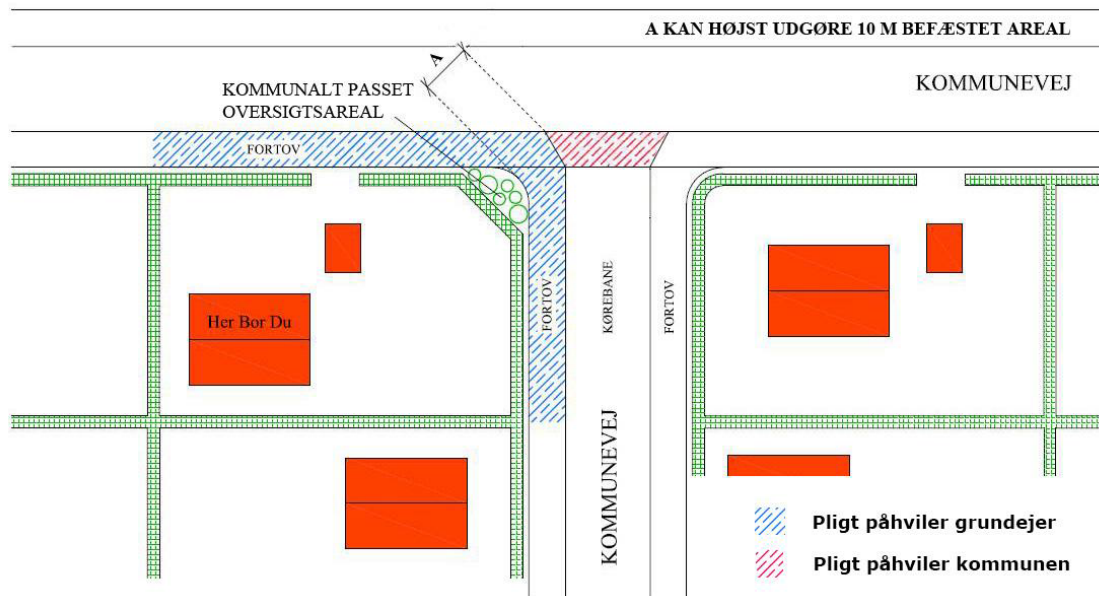 A KAN HØJST UDGØRE 10 M BEFÆSTET AREAL
A
KOMMUNEVEJ
KOMMUNALT PASSET
OVERSIGTSAREAL
FORTOV
Her Bor Du
FORTOV
KØREBANE
FORTOV
KOMMUNEVEJ
Pligt påhviler grundejer
Pligt påhviler kommunen